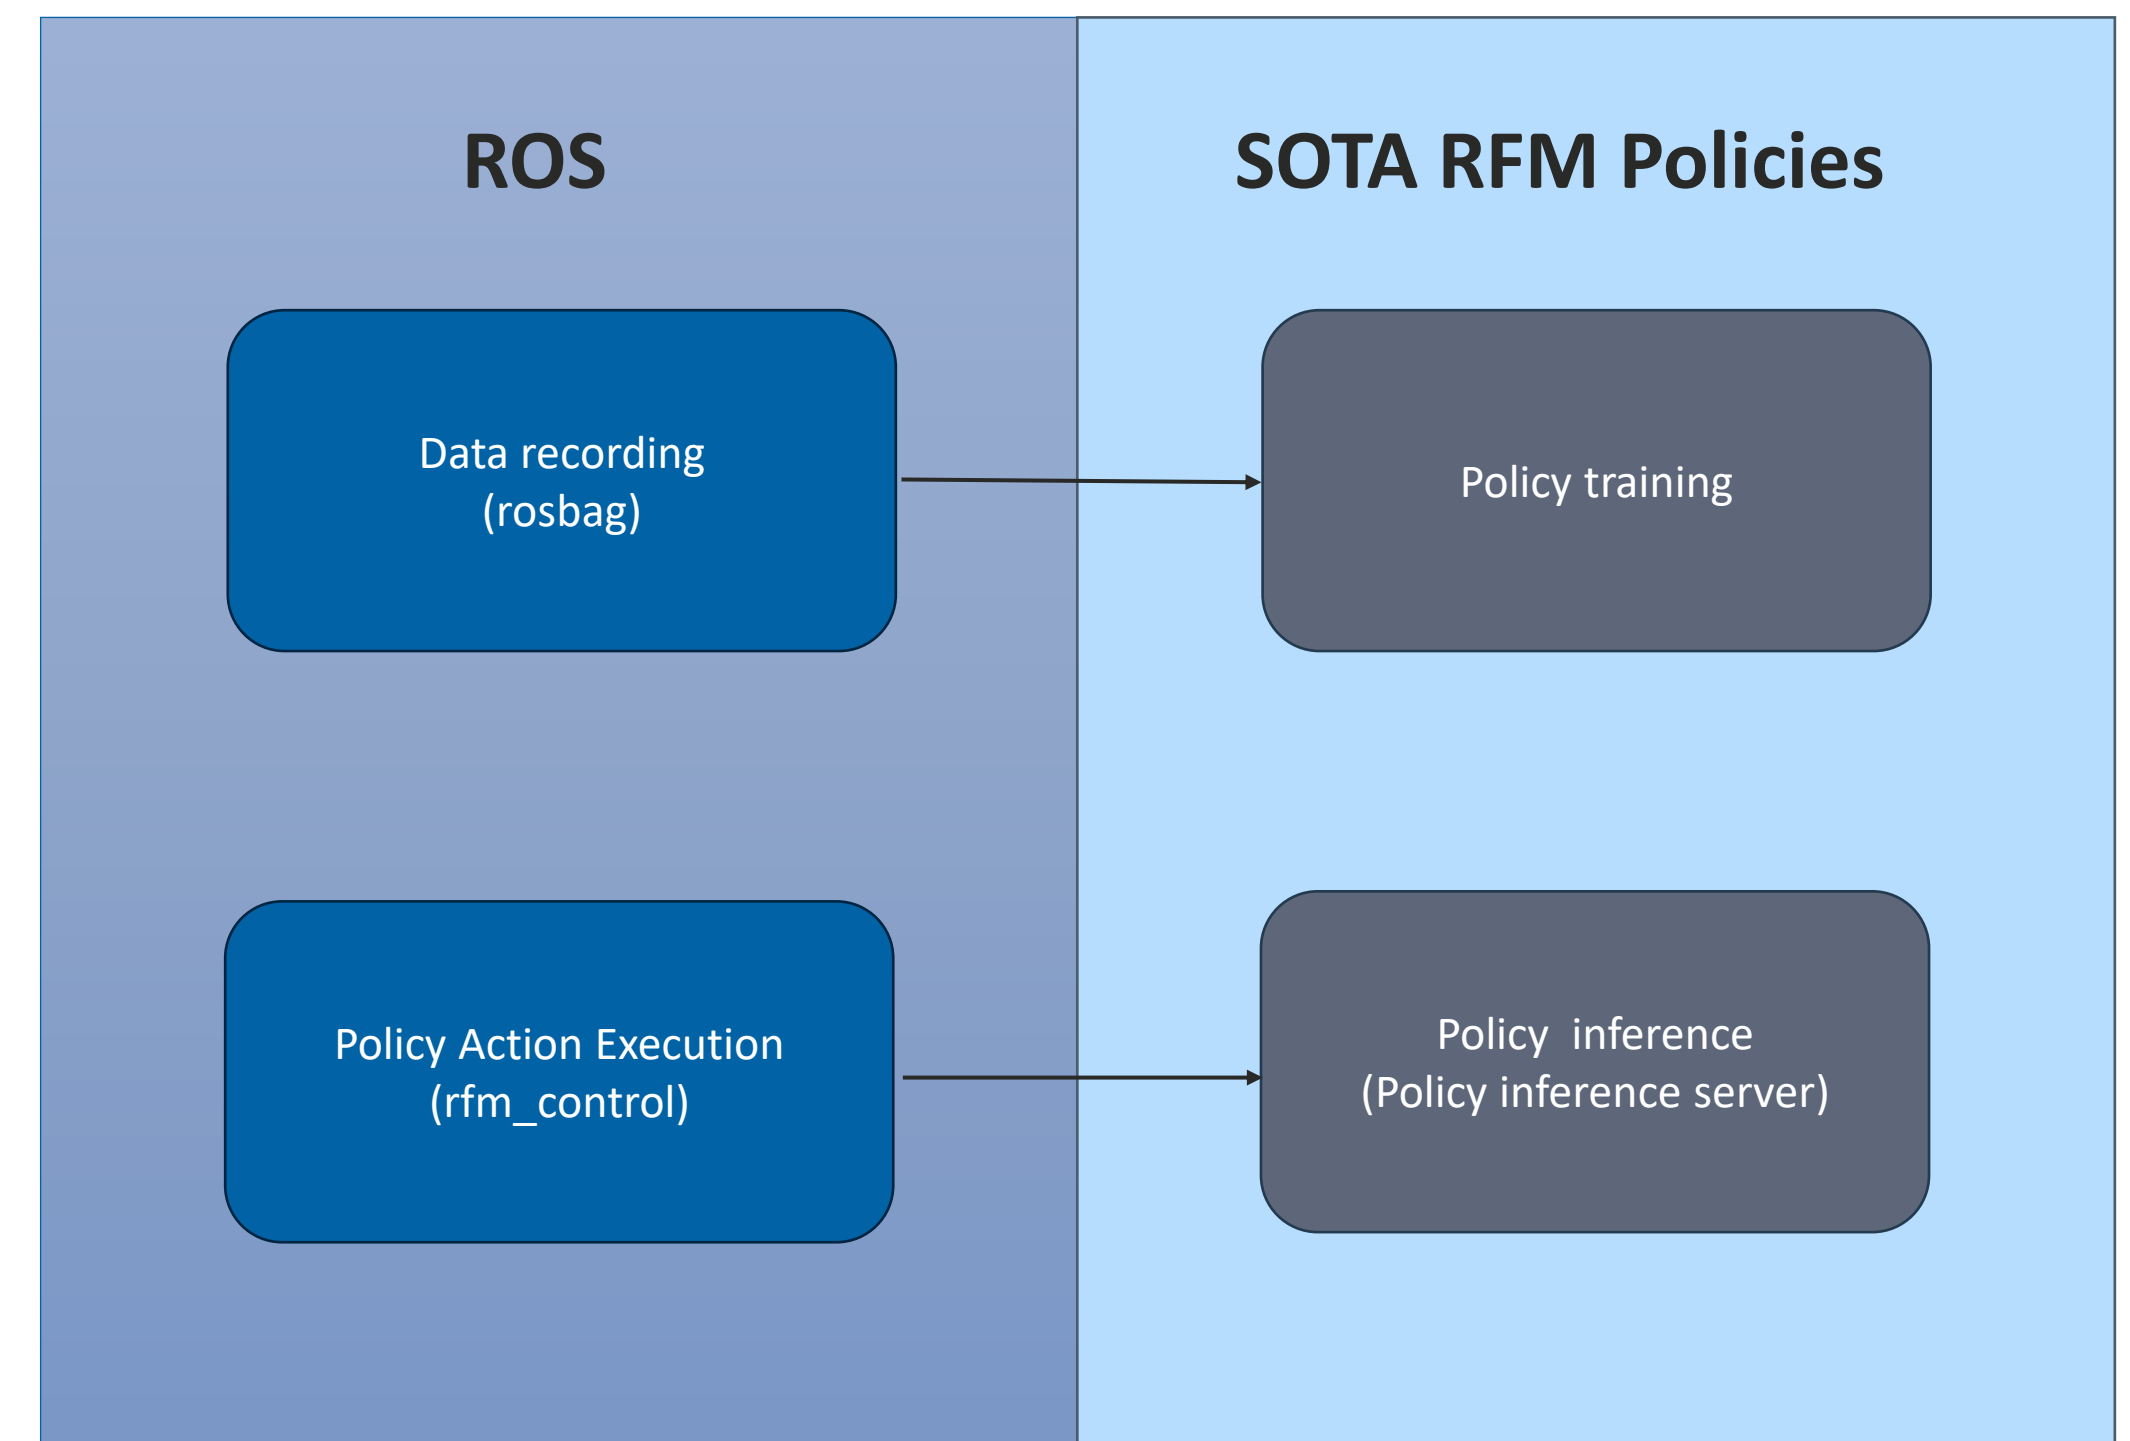 ROS
SOTA RFM Policies
Data recording
(rosbag)
Policy training
Policy Action Execution
(rfm_control)
Policy  inference
(Policy inference server)